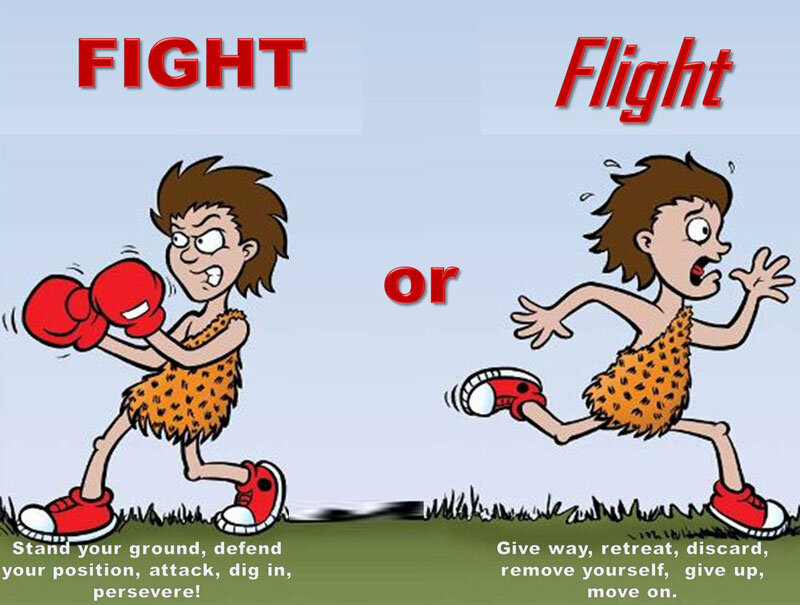 FIGHT
or
Flight
Stand your ground, defend
your position, attack, dig in,
persevere!
Give way, retreat, discard,
remove yourself, give up,
move on.